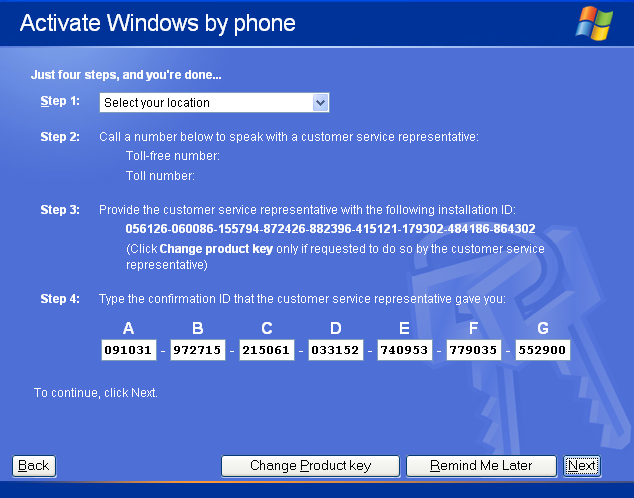 Activate Windows by phone
Just four steps, and you're done...
Step 1: Select your location
Step 2: Call a number below to speak with a customer service representative:
Toll-free number:
Toll number:
Step 3: Provide the customer service representative with the following installation ID:
056126-060086-155794-872426-882396-415121-179302-484186-864302
(Click Change product key only if requested to do so by the customer service
representative)
Step 4: Type the confirmation ID that the customer service representative gave you:
A B C D E F G
091031 - 972715 - 215061 - 033152 - 740953 - 779035 - 552900
To continue, click Next.
Back Change Product key Remind Me Later Next